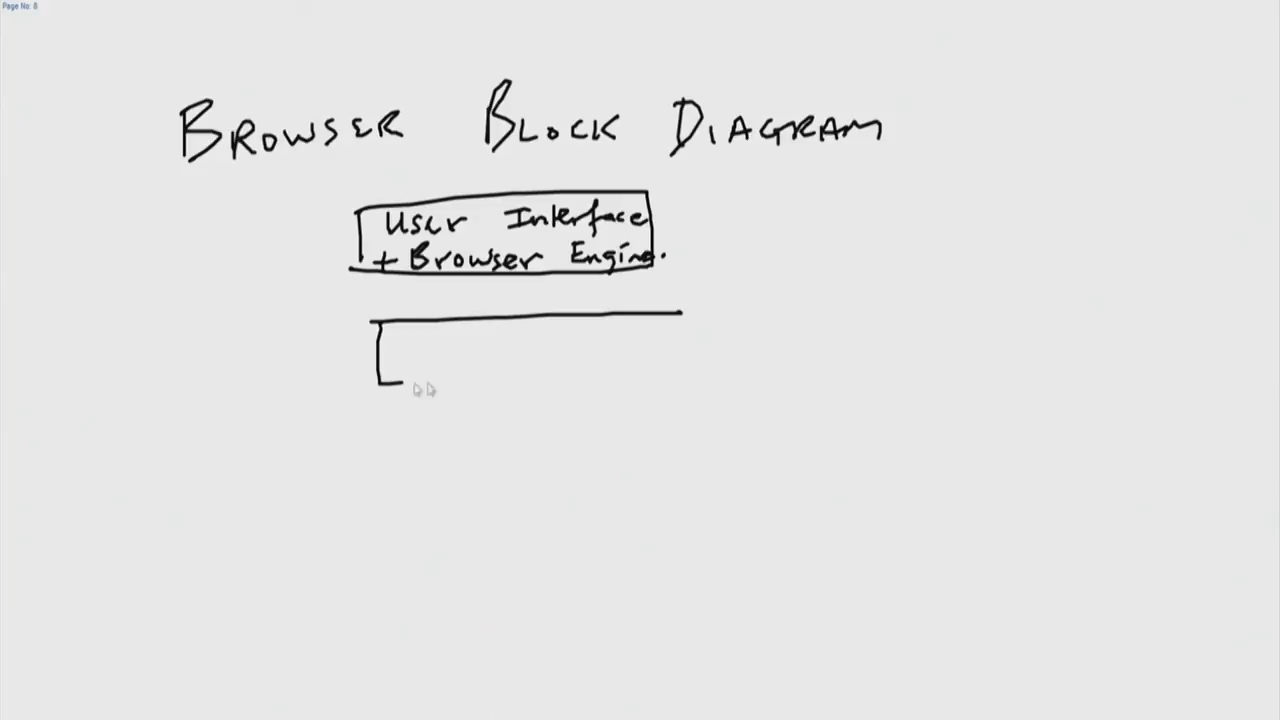 Page No: 8
BROWSER BLOCK DIAGRAM
User Interface
+ Browser Engine.